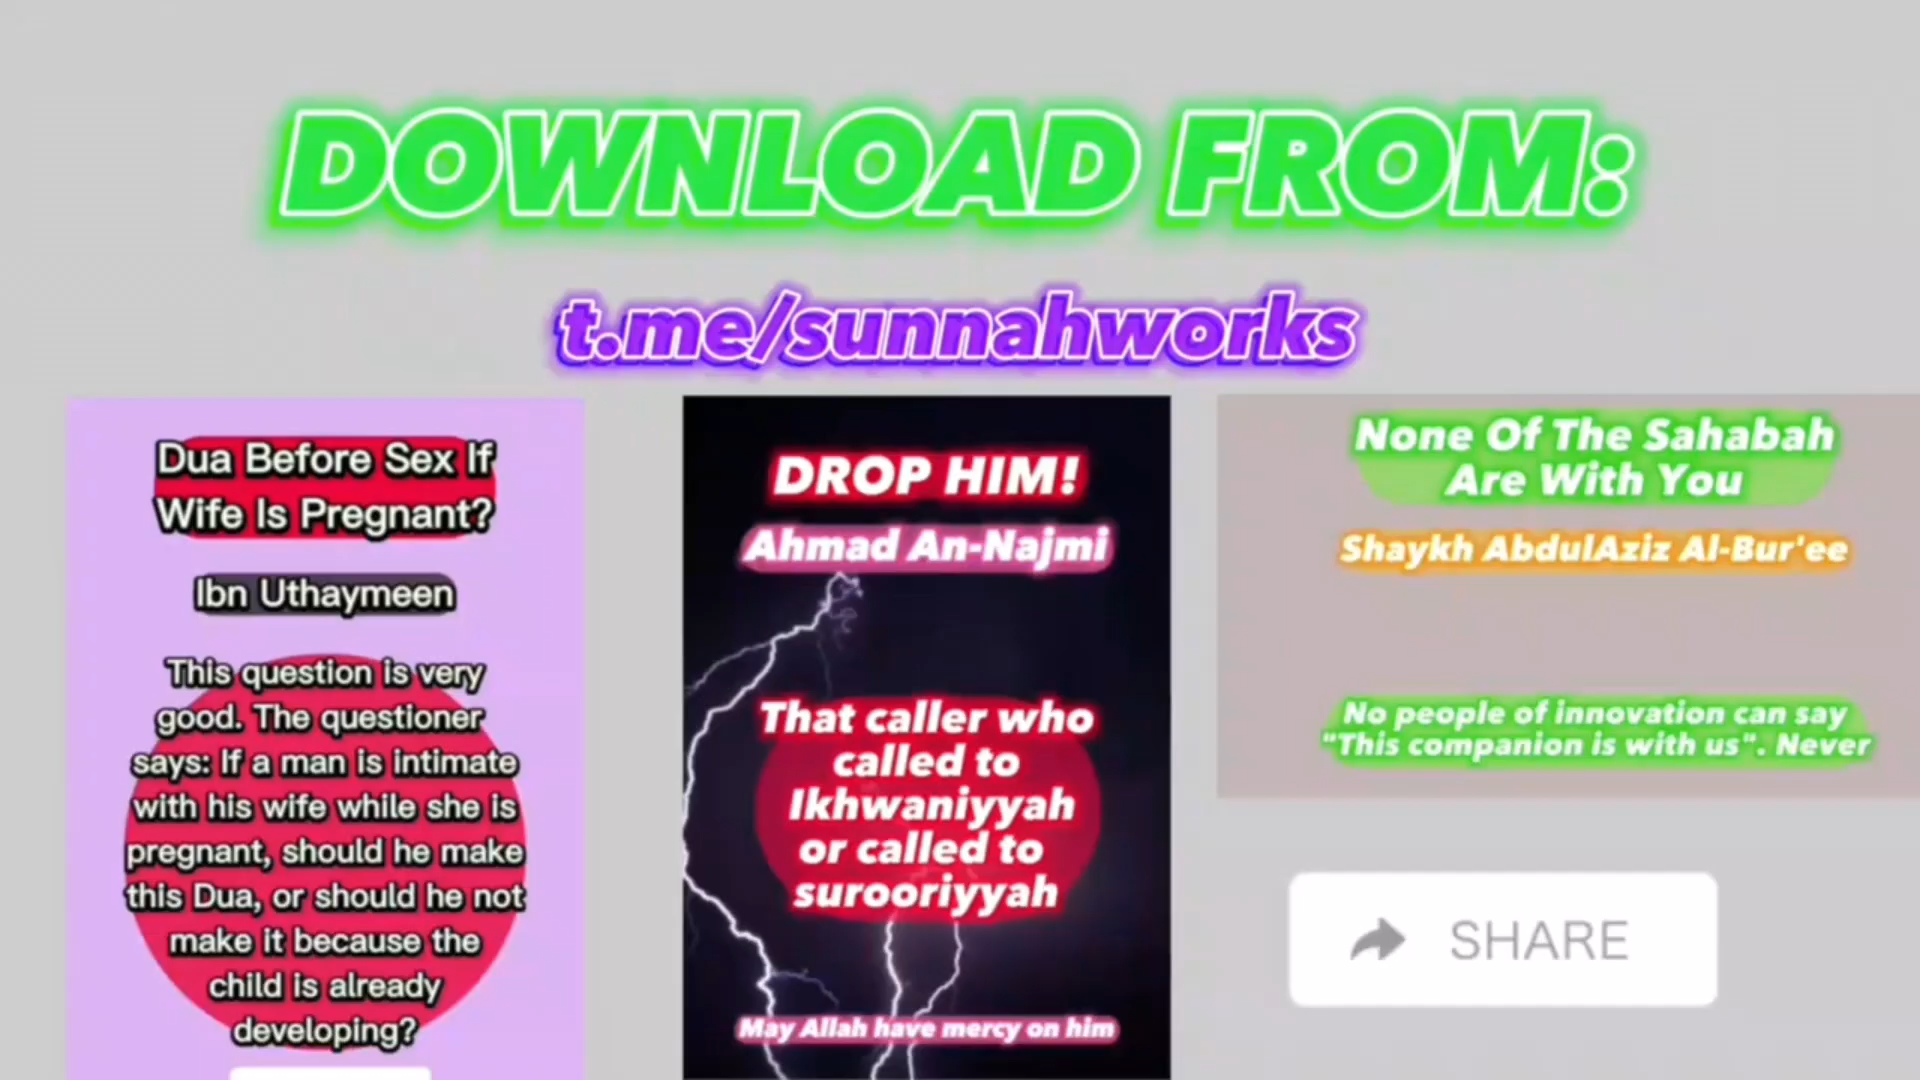 DOWNLOAD FROM:
t.me/sunnahworks
Dua Before Sex If
Wife Is Pregnant?
Ibn Uthaymeen
This question is very
good. The questioner
says: If a man is intimate
with his wife while she is
pregnant, should he make
this Dua, or should he not
make it because the
child is already
developing?
DROP HIM!
Ahmad An-Najmi
That caller who
called to
Ikhwaniyyah
or called to
surooriyyah
May Allah have mercy on him
None Of The Sahabah
Are With You
Shaykh AbdulAziz Al-Bur'ee
No people of innovation can say
"This companion is with us". Never
SHARE